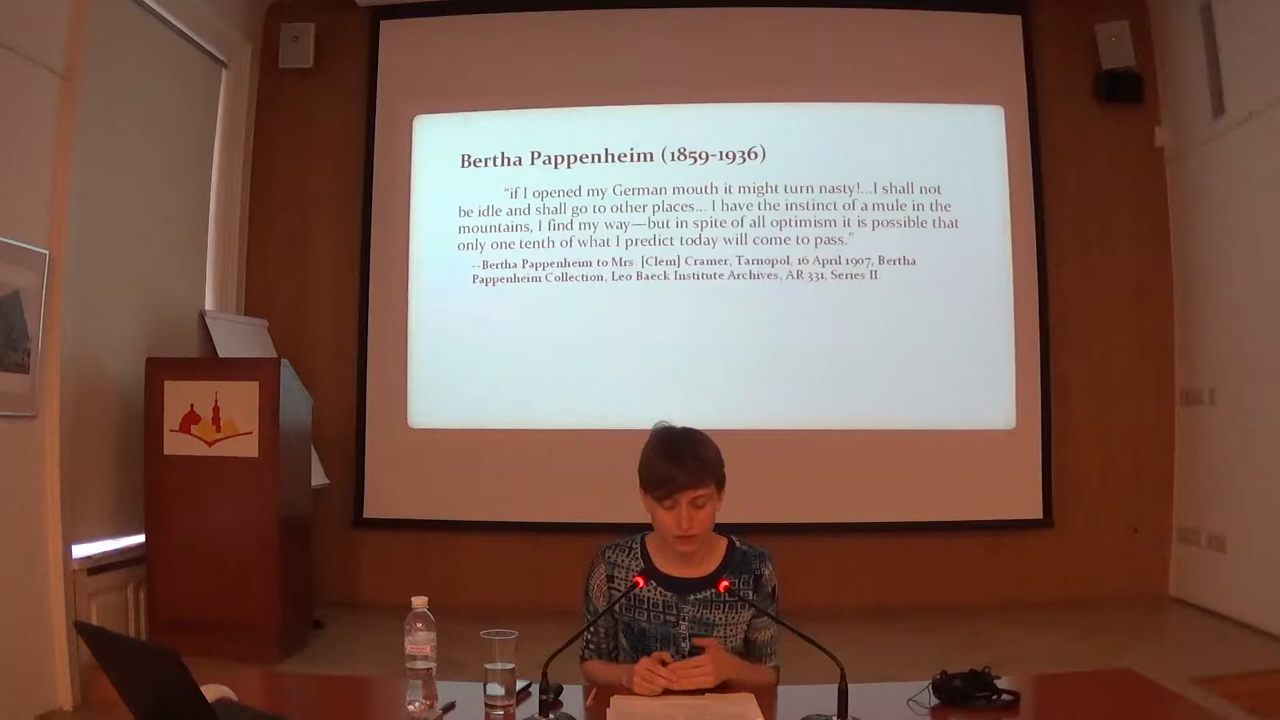 Bertha Pappenheim (1859-1936)
“if I opened my German mouth it might turn nasty!...I shall not
be idle and shall go to other places... I have the instinct of a mule in the
mountains, I find my way—but in spite of all optimism it is possible that
only one tenth of what I predict today will come to pass.”
--Bertha Pappenheim to Mrs. [Clem] Cramer, Tarnopol, 16 April 1907, Bertha
Pappenheim Collection, Leo Baeck Institute Archives, AR 331, Series II